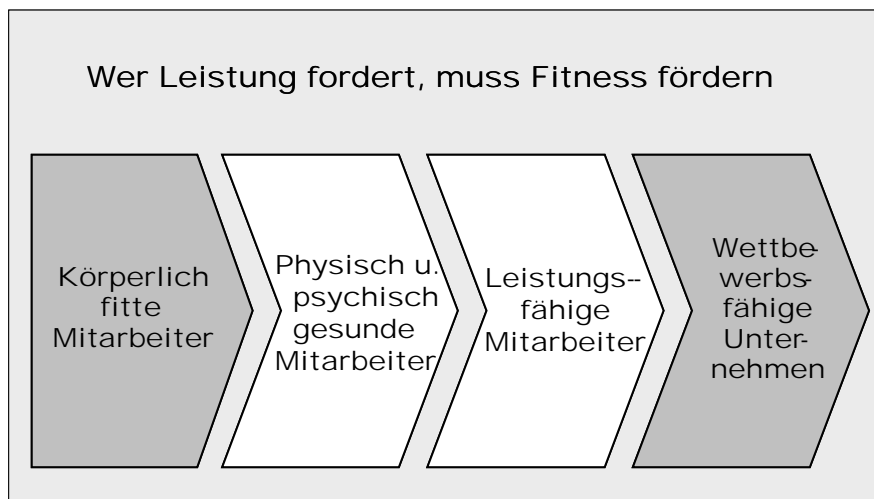 Wer Leistung fordert, muss Fitness fördern
Körperlich
fitte
Mitarbeiter
Physisch u.
psychisch
gesunde
Mitarbeiter
Leistungs--
fähige
Mitarbeiter
Wettbe-
werbs-
fähige
Unter-
nehmen